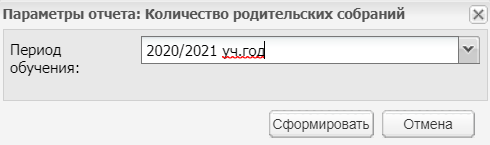 Параметры отчета: Количество родительских собраний
Период
обучения:
2020/2021 уч.год
Сформировать
Отмена